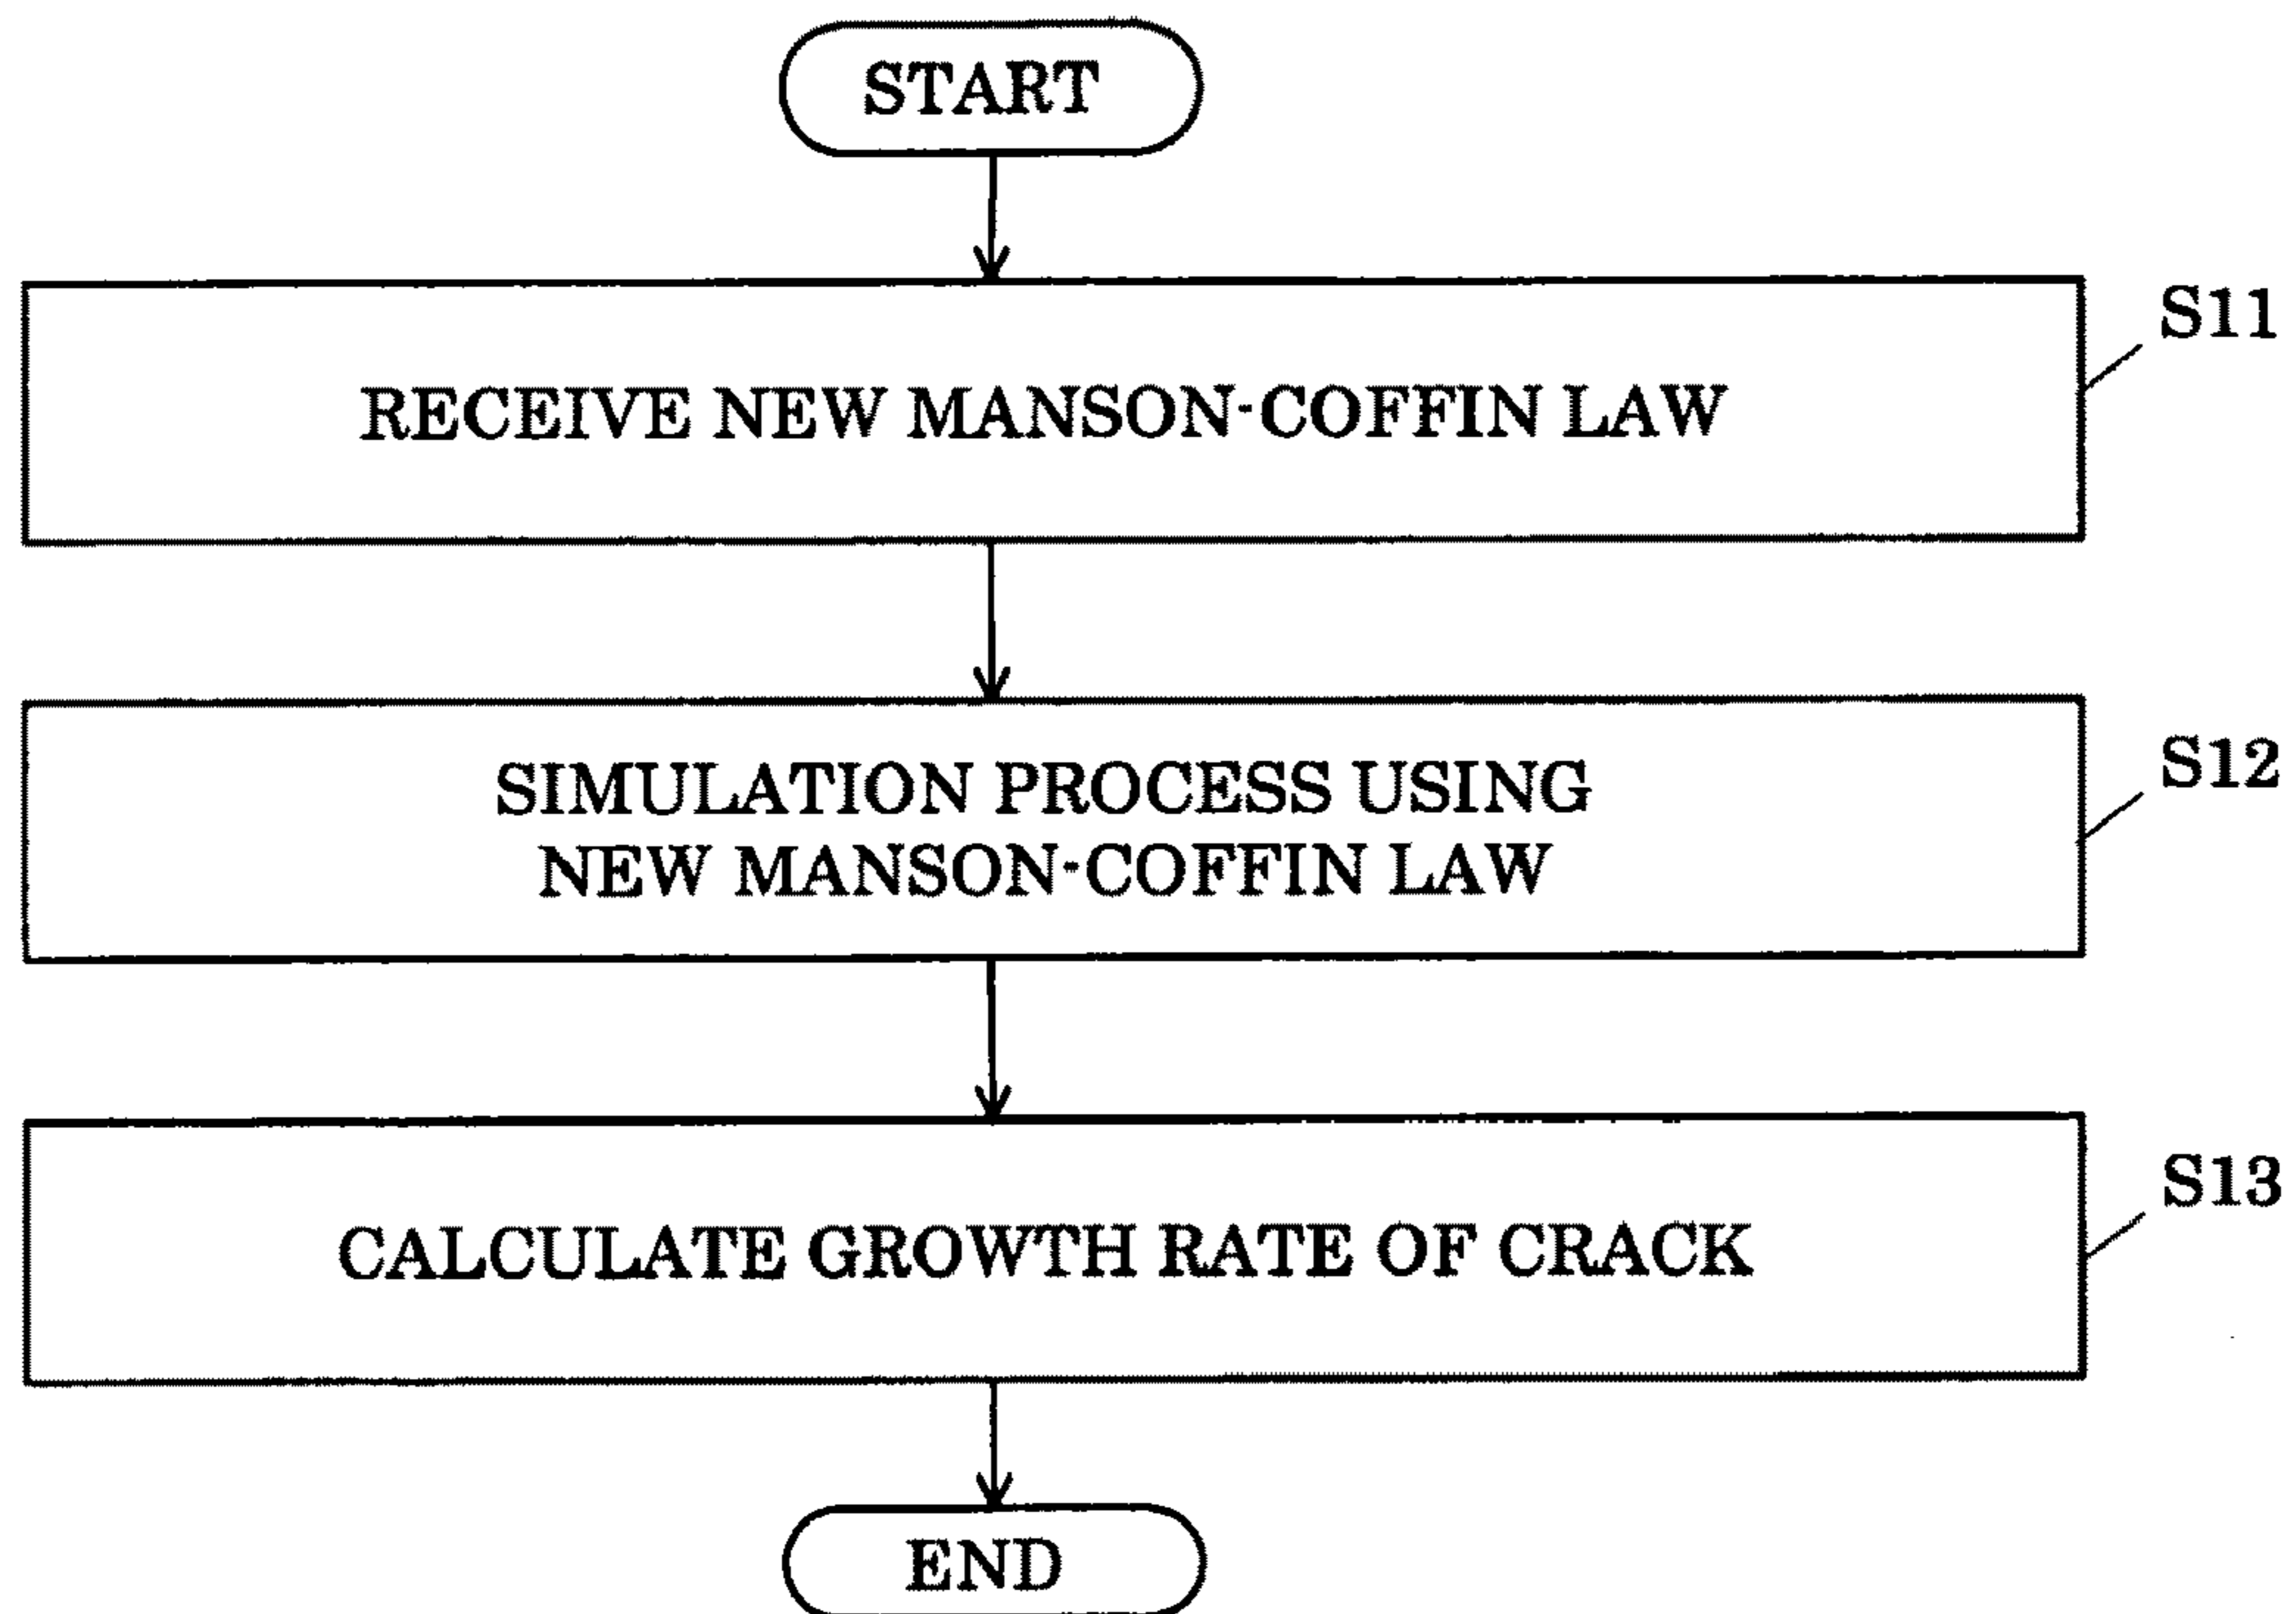 START
RECEIVE NEW MANSON-COFFIN LAW
S11
SIMULATION PROCESS USING
NEW MANSON-COFFIN LAW
S12
CALCULATE GROWTH RATE OF CRACK
S13
END